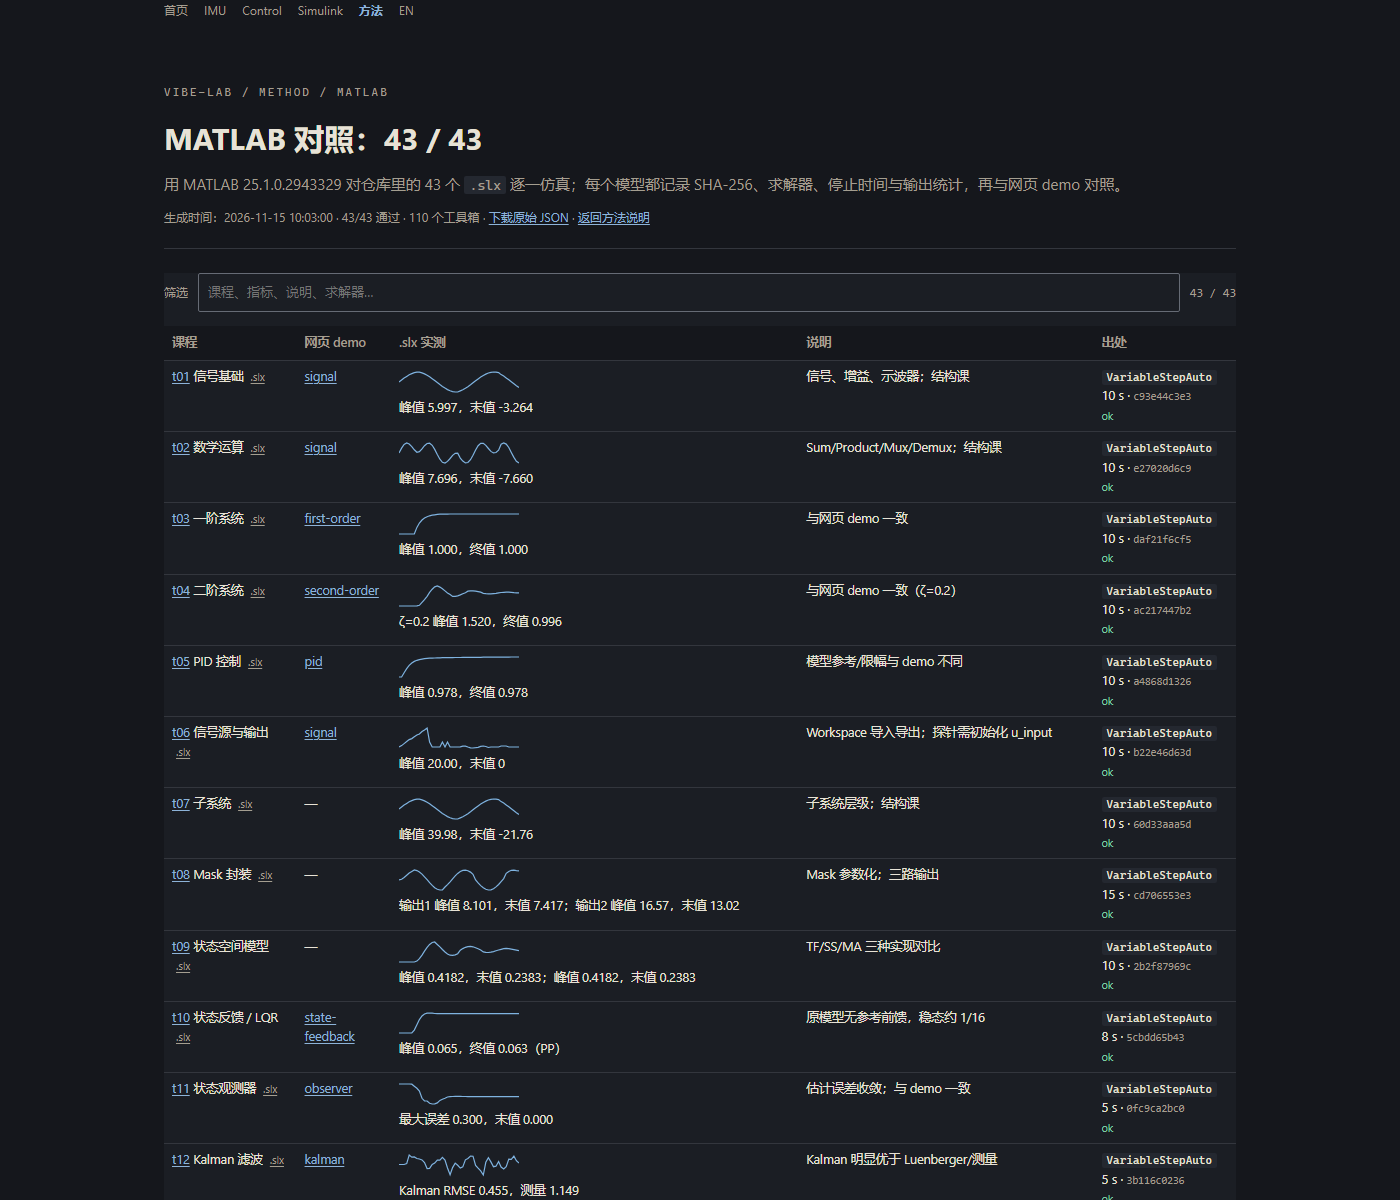 首页 IMU Control Simulink 方法 EN
VIBE-LAB / METHOD / MATLAB
MATLAB 对照：43 / 43
用 MATLAB 25.1.0.2943329 对仓库里的 43 个 .slx 逐一仿真；每个模型都记录 SHA-256、求解器、停止时间与输出统计，再与网页 demo 对照。
生成时间：2026-11-15 10:03:00 · 43/43 通过 · 110 个工具箱 · 下载原始 JSON · 返回方法说明
筛选 课程、指标、说明、求解器... 43 / 43
课程 网页 demo .slx 实测 说明 出处
t01 信号基础 .slx signal 信号、增益、示波器；结构课 VariableStepAuto
峰值 5.997，末值 -3.264 10 s · c93e44c3e3
ok
t02 数学运算 .slx signal Sum/Product/Mux/Demux；结构课 VariableStepAuto
峰值 7.696，末值 -7.660 10 s · e27020d6c9
ok
t03 一阶系统 .slx first-order 与网页 demo 一致 VariableStepAuto
峰值 1.000，终值 1.000 10 s · daf21f6cf5
ok
t04 二阶系统 .slx second-order 与网页 demo 一致（ζ=0.2） VariableStepAuto
ζ=0.2 峰值 1.520，终值 0.996 10 s · ac217447b2
ok
t05 PID 控制 .slx pid 模型参考/限幅与 demo 不同 VariableStepAuto
峰值 0.978，终值 0.978 10 s · a4868d1326
ok
t06 信号源与输出 signal Workspace 导入导出；探针需初始化 u_input VariableStepAuto
.slx 峰值 20.00，末值 0 10 s · b22e46d63d
ok
t07 子系统 .slx — 子系统层级；结构课 VariableStepAuto
峰值 39.98，末值 -21.76 10 s · 60d33aaa5d
ok
t08 Mask 封装 .slx — Mask 参数化；三路输出 VariableStepAuto
输出1 峰值 8.101，末值 7.417；输出2 峰值 16.57，末值 13.02 15 s · cd706553e3
ok
t09 状态空间模型 — TF/SS/MA 三种实现对比 VariableStepAuto
.slx 峰值 0.4182，末值 0.2383；峰值 0.4182，末值 0.2383 10 s · 2b2f87969c
ok
t10 状态反馈 / LQR state- 原模型无参考前馈，稳态约 1/16 VariableStepAuto
.slx feedback 峰值 0.065，终值 0.063（PP） 8 s · 5cbdd65b43
ok
t11 状态观测器 .slx observer 估计误差收敛；与 demo 一致 VariableStepAuto
最大误差 0.300，末值 0.000 5 s · 0fc9ca2bc0
ok
t12 Kalman 滤波 .slx kalman Kalman 明显优于 Luenberger/测量 VariableStepAuto
Kalman RMSE 0.455，测量 1.149 5 s · 3b116c0236
ok